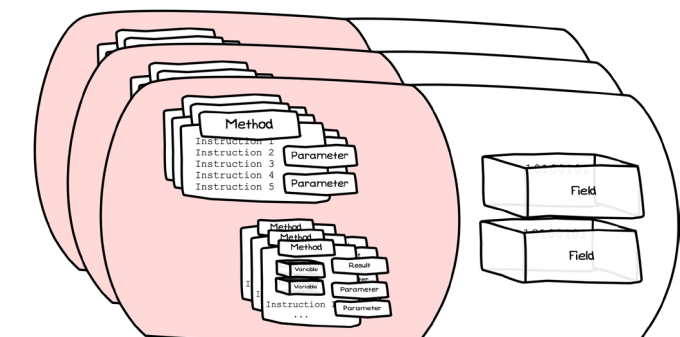 Method
Instruction 1
Instruction 2
Instruction 3
Instruction 4
Instruction 5
Parameter
Parameter
Field
Field
Method
Method
Method
Variable
Variable
Result
Parameter
Parameter
Instruction
...